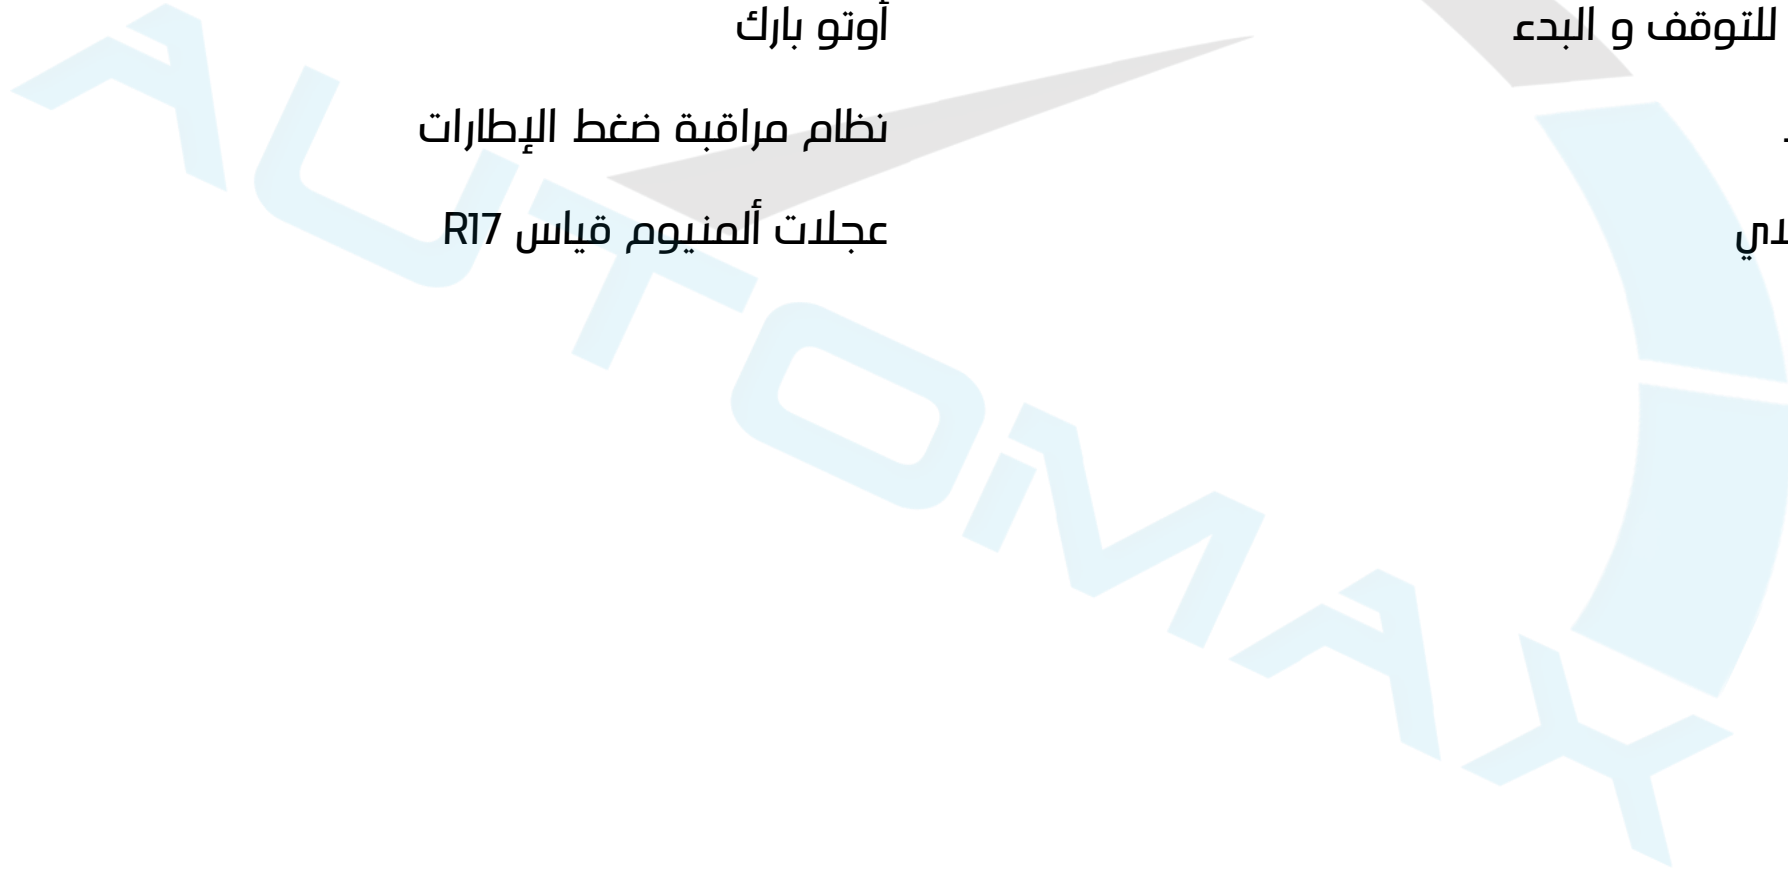 للتوقف و البدء
أوتو بارك
نظام مراقبة ضغط الإطارات
عجلات ألمنيوم قياس R17
AUTOMAX